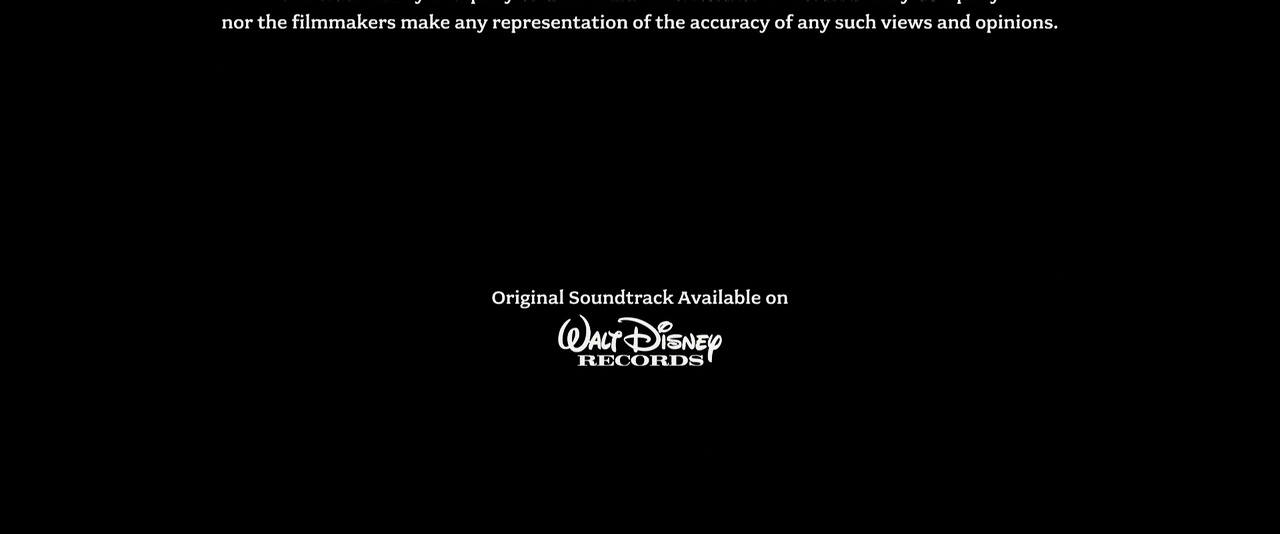 nor the filmmakers make any representation of the accuracy of any such views and opinions.
Original Soundtrack Available on
Walt Disney
RECORDS